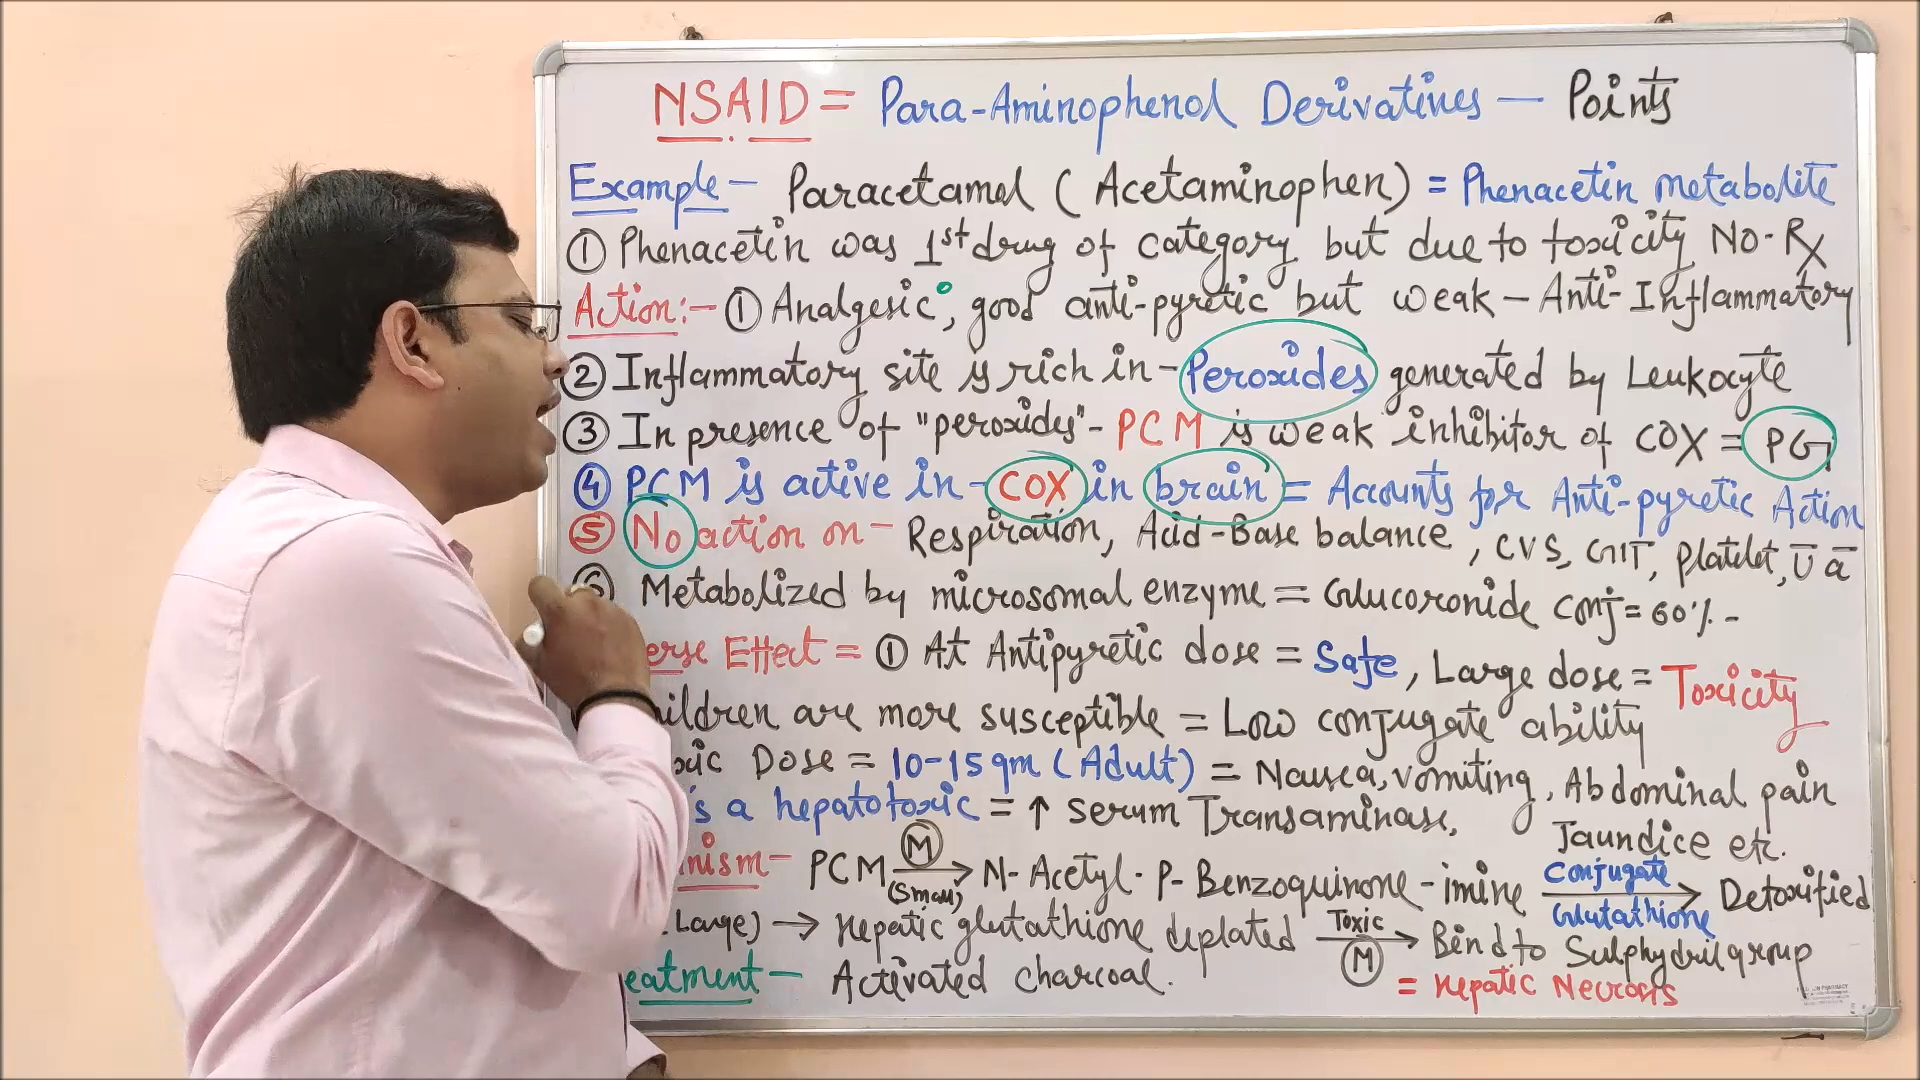 NSAID = Para-Aminophenol Derivatives — Points
Example - Paracetamol (Acetaminophen) = Phenacetin metabolite
① Phenacetin was 1st drug of category but due to toxicity NO-Rx
Action:- ① Analgesic, good anti-pyretic but weak - Anti-Inflammatory
② Inflammatory site is rich in - Peroxides generated by Leukocyte
③ In presence of "peroxides" - PCM is weak inhibitor of COX = PG
④ PCM is active in - COX in brain = Accounts for Anti-pyretic Action
⑤ No action on - Respiration, Acid-Base balance, CVS, GIT, Platelet, U a
⑥ Metabolized by microsomal enzyme = Glucoronide Conj = 60% -
erse Effect = ① At Antipyretic dose = Safe, Large dose = Toxicity
ildren are more susceptible = Low conjugate ability
xic Dose = 10-15 gm (Adult) = Nausea, vomiting, Abdominal pain
's a hepatotoxic = ↑ serum Transaminase, Jaundice etc.
nism - PCM (M) (Small) → N-Acetyl-P-Benzoquinone-imine Conjugate Glutathione → Detoxified
Large) → Hepatic glutathione deplated Toxic (M) → Bind to Sulphydril group
eatment - Activated charcoal. = Hepatic Necrosis